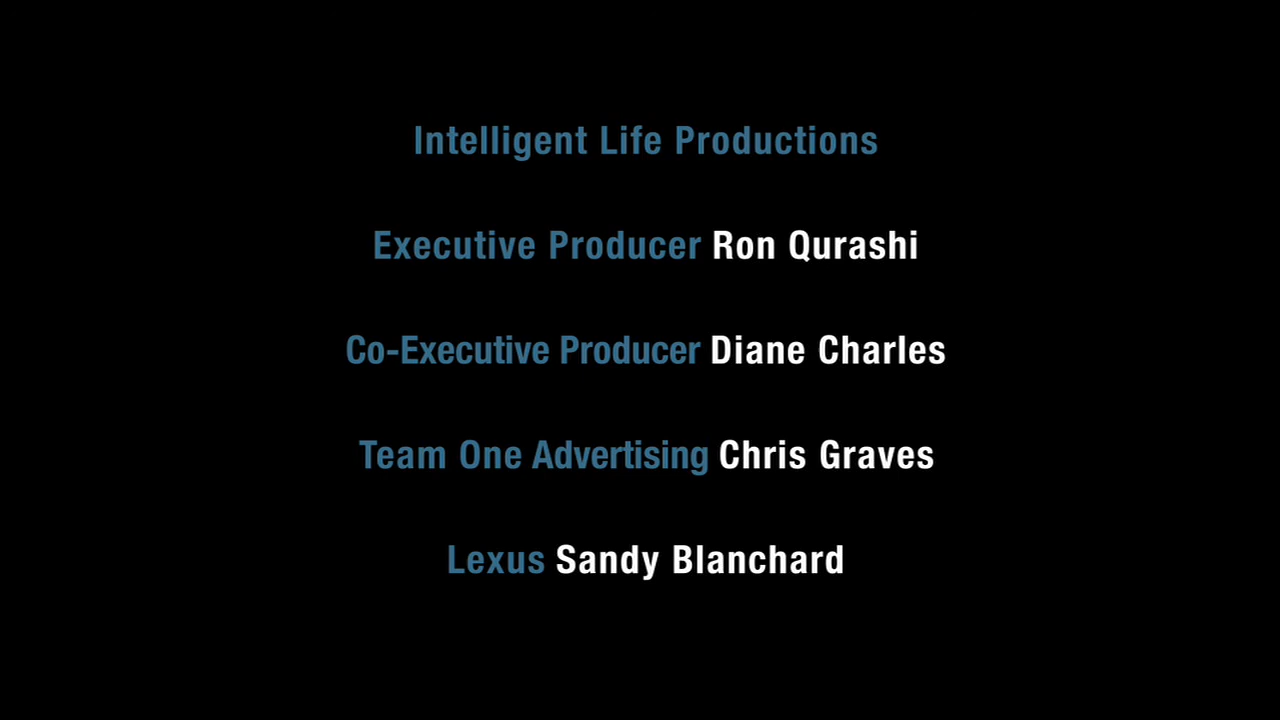 Intelligent Life Productions
Executive Producer Ron Qurashi
Co-Executive Producer Diane Charles
Team One Advertising Chris Graves
Lexus Sandy Blanchard